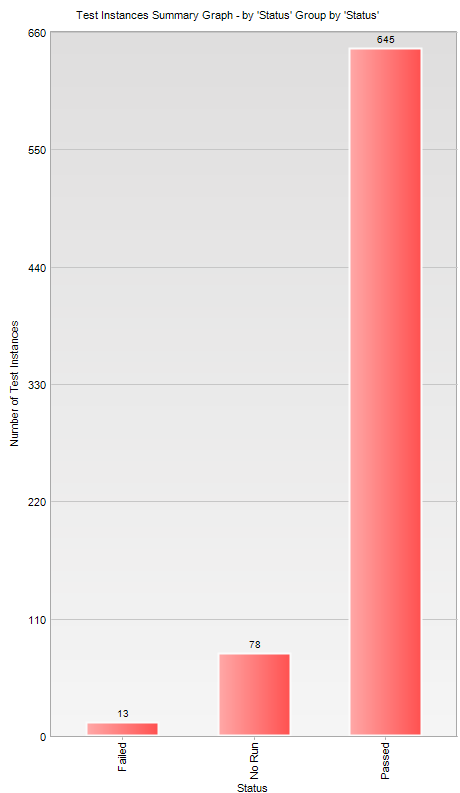 Test Instances Summary Graph - by 'Status' Group by 'Status'
660
645
550
440
Number of Test Instances
330
220
110
78
13
0
Failed
No Run
Passed
Status